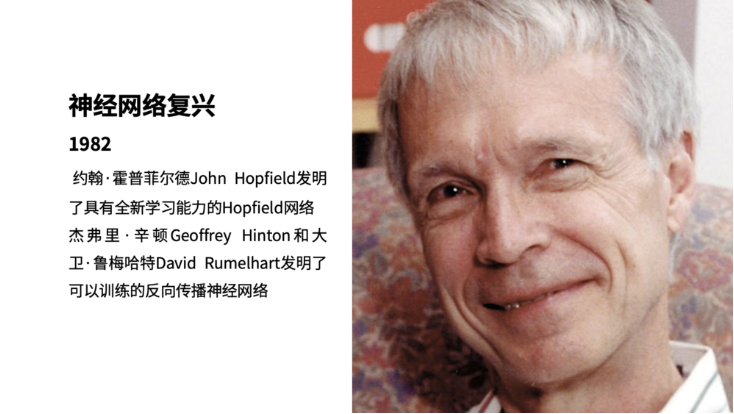 神经网络复兴
1982
约翰·霍普菲尔德John Hopfield发明
了具有全新学习能力的Hopfield网络
杰弗里·辛顿Geoffrey Hinton和大
卫·鲁梅哈特David Rumelhart发明了
可以训练的反向传播神经网络